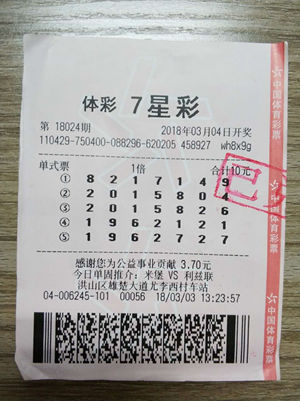 体彩 7星彩
第 18024期 2018年03月04日开奖
110429-750400-088296-620205 458927 wh8x9g
单式票 1倍 合计10元
① 8 2 1 7 1 4 9
② 2 0 1 5 8 0 4
③ 2 0 1 5 8 2 6
④ 1 9 6 2 1 2 1
⑤ 1 9 6 1 2 2 7
感谢您为公益事业贡献 3.70元
今日单固推介：米堡 VS 利兹联
洪山区雄楚大道尤李西村车站
04-006245-101 00056 18/03/03 13:23:57
已
中国体育彩票
中国体育彩票